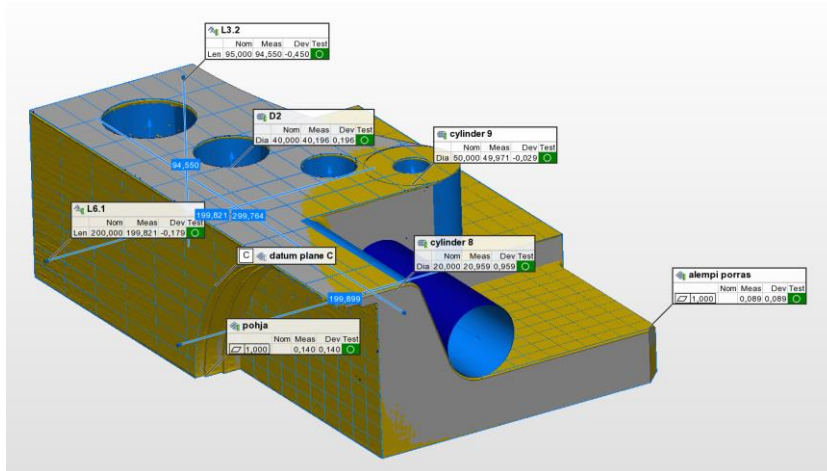 L3.2
Nom Meas Dev Test
Len 95,000 94,550 -0,450
D2
Nom Meas Dev Test
Dia 40,000 40,196 0,196
cylinder 9
Nom Meas Dev Test
Dia 50,000 49,971 -0,029
94,550
L6.1
Nom Meas Dev Test
Len 200,000 199,821 -0,179
199,821 299,764
C datum plane C
cylinder 8
Nom Meas Dev Test
Dia 20,000 20,959 0,959
199,899
alempi porras
Nom Meas Dev Test
1,000 0,089 0,089
pohja
Nom Meas Dev Test
1,000 0,140 0,140